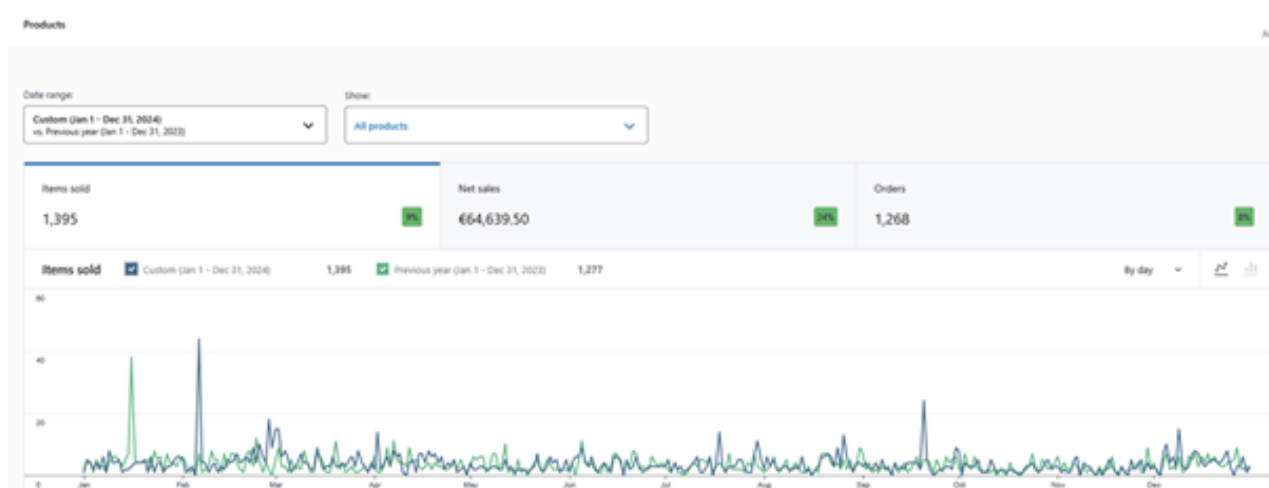 Products
Date range:
Show:
Custom (Jan 1 - Dec 31, 2024)
vs. Previous year (Jan 1 - Dec 31, 2023)
All products
Items sold
1,395
9%
Net sales
€64,639.50
24%
Orders
1,268
8%
Items sold
Custom (Jan 1 - Dec 31, 2024)
1,395
Previous year (Jan 1 - Dec 31, 2023)
1,277
By day
60
40
20
0
Jan
Feb
Mar
Apr
May
Jun
Jul
Aug
Sep
Oct
Nov
Dec